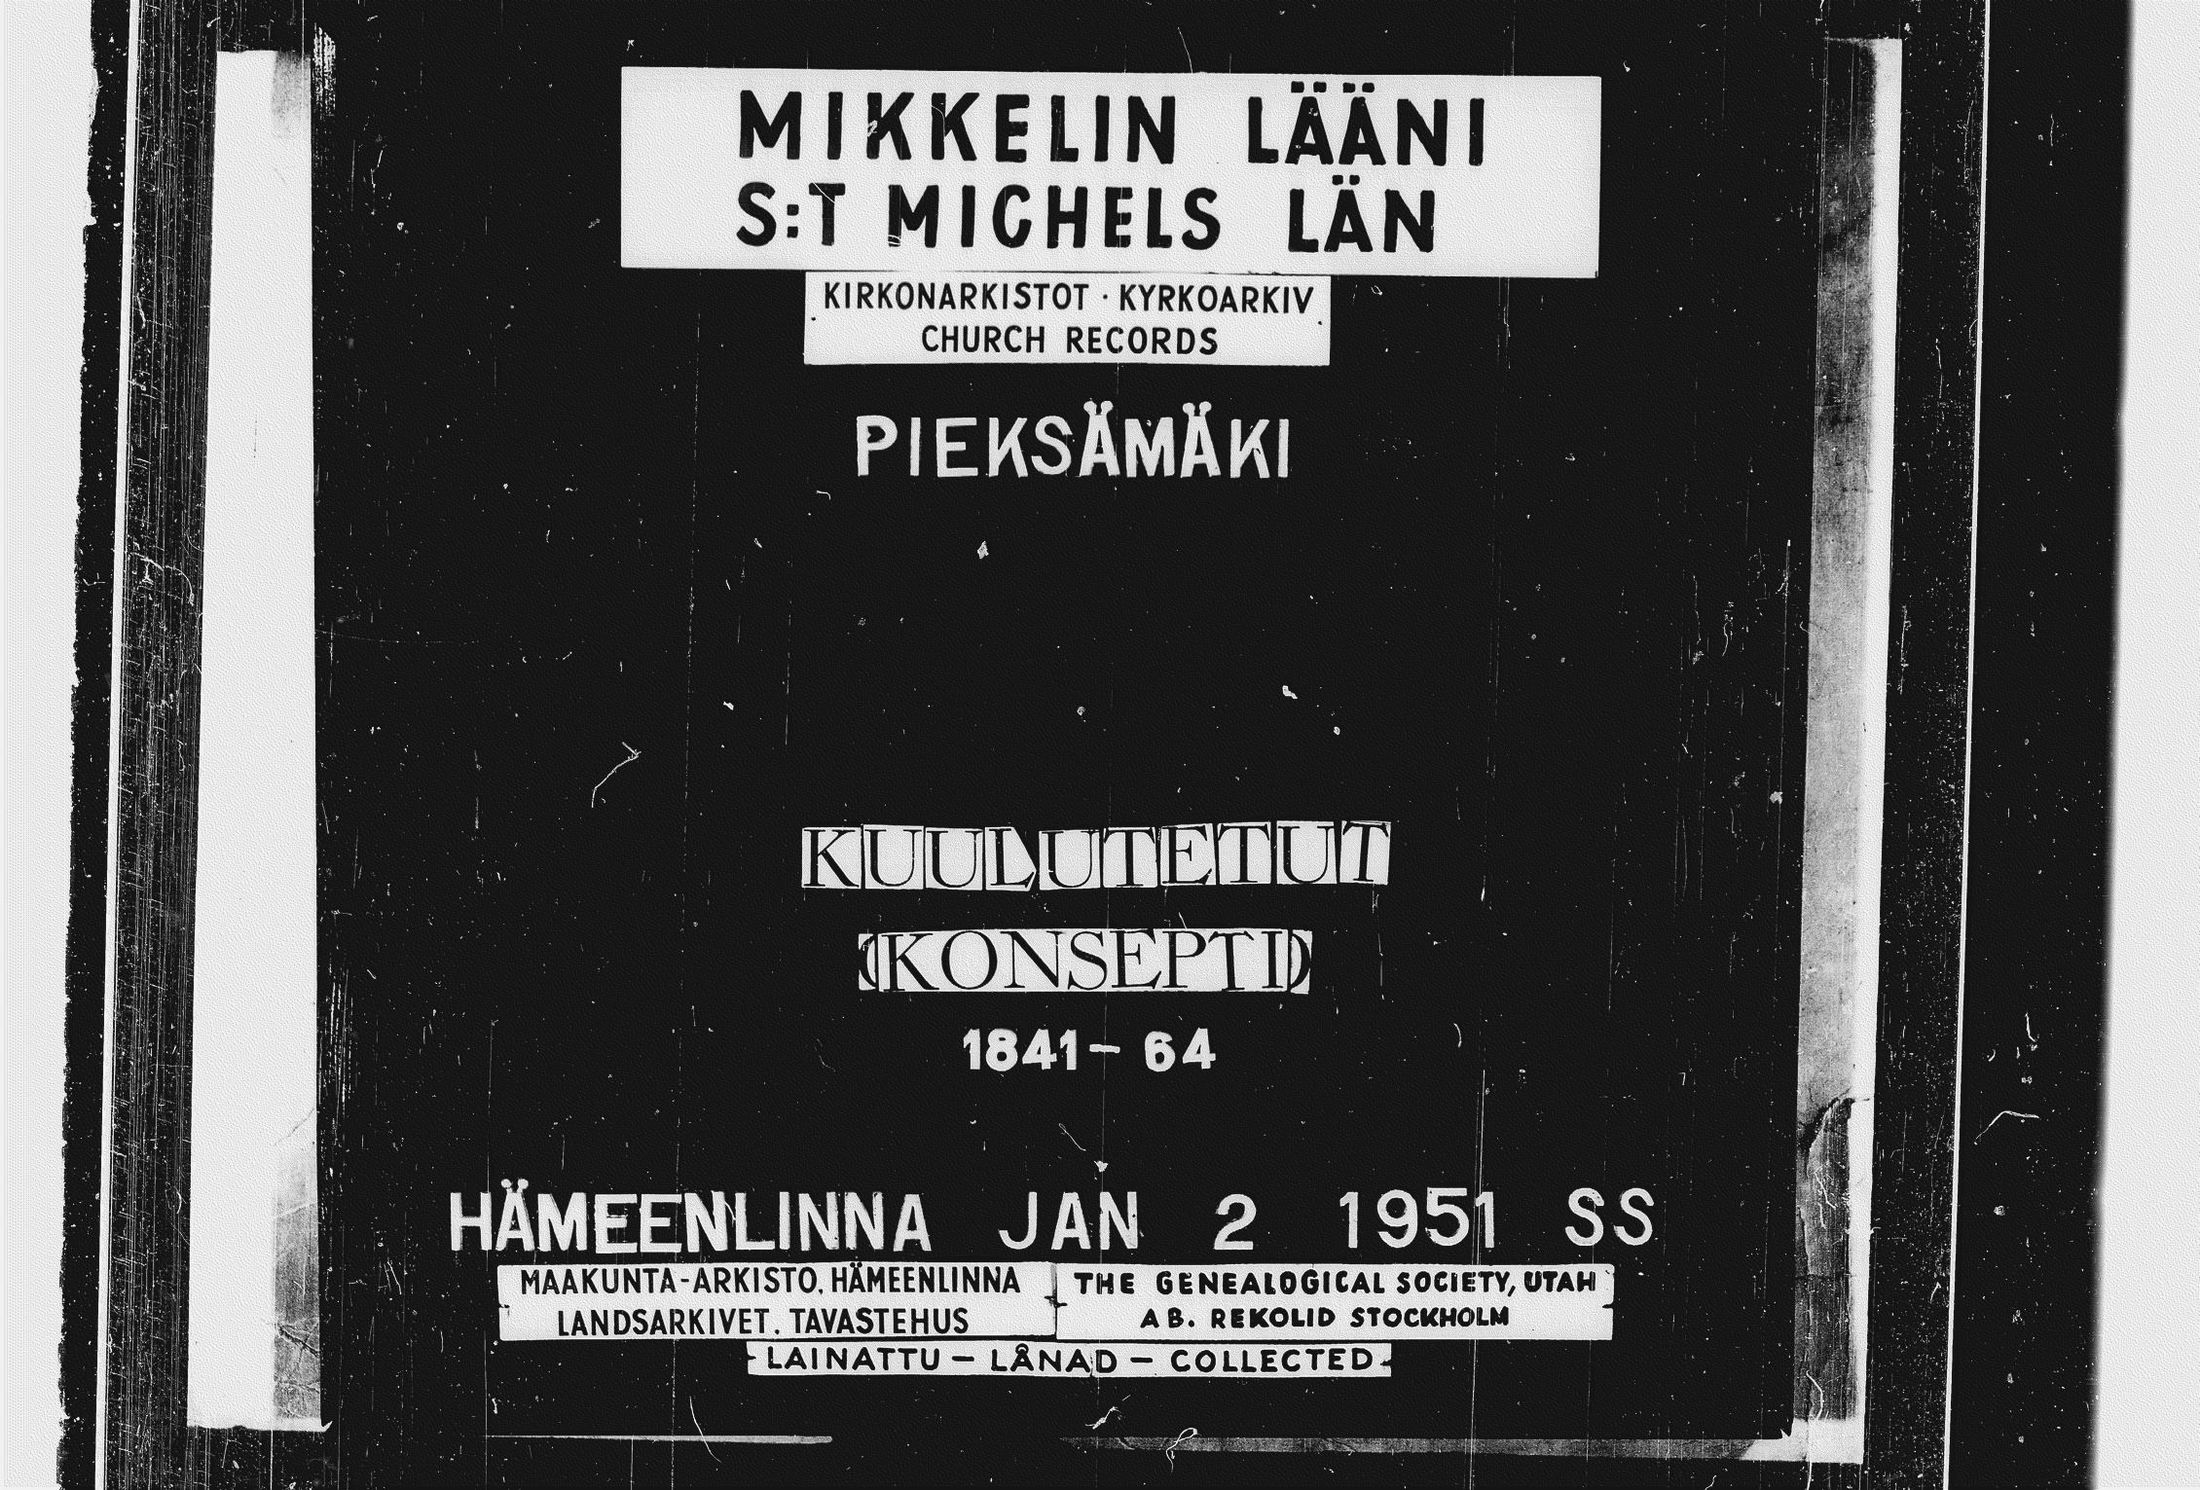 MIKKELIN LÄÄNI
S:T MICHELS LÄN
KIRKONARKISTOT · KYRKOARKIV
CHURCH RECORDS
PIEKSÄMÄKI
KUULUTETUT
(KONSEPTI)
1841 – 64
HÄMEENLINNA JAN 2 1951 SS
MAAKUNTA-ARKISTO, HÄMEENLINNA
LANDSARKIVET, TAVASTEHUS
THE GENEALOGICAL SOCIETY, UTAH
AB. REKOLID STOCKHOLM
LAINATTU – LÅNAD – COLLECTED